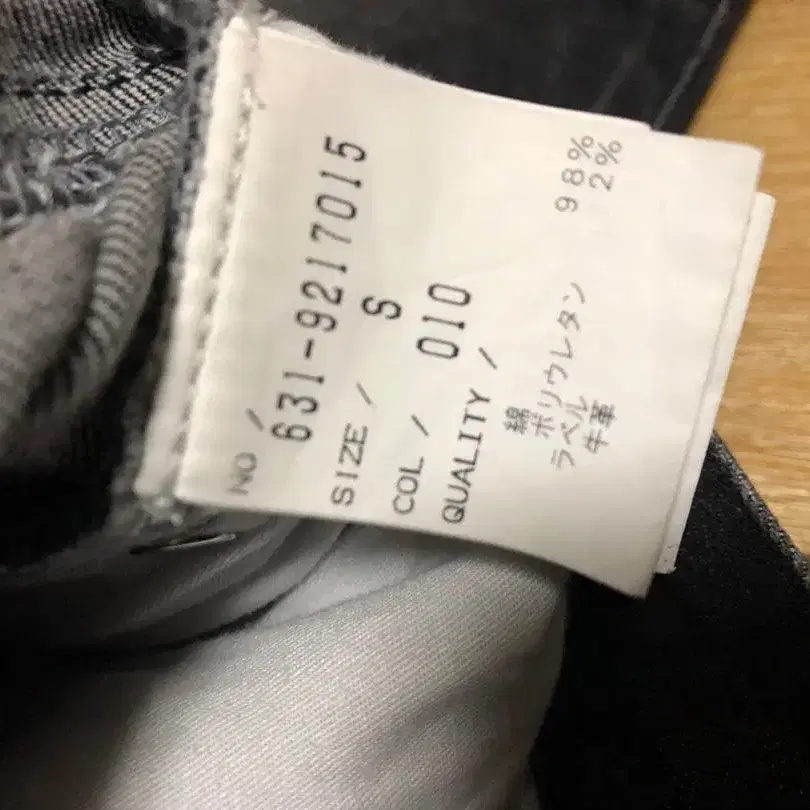 NO / 631-9217015
SIZE / S
COL / 010
QUALITY /
綿 98%
ポリウレタン 2%
ラベル
牛革